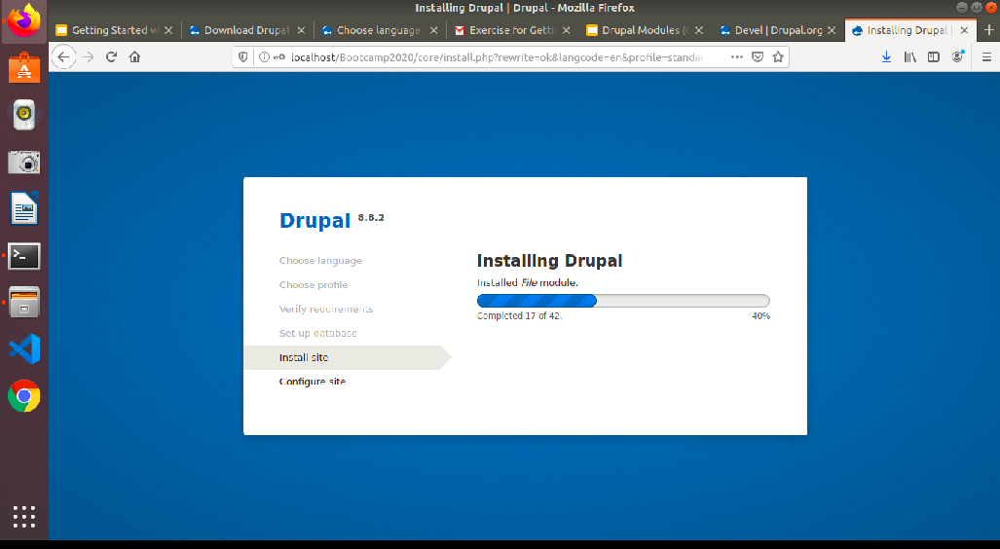 Installing Drupal | Drupal - Mozilla Firefox
Getting Started w
Download Drupal
Choose language
Exercise for Getti
Drupal Modules (
Devel | Drupal.org
Installing Drupal |
localhost/Bootcamp2020/core/install.php?rewrite=ok&langcode=en&profile=standar
Drupal 8.8.2
Choose language
Choose profile
Verify requirements
Set up database
Install site
Configure site
Installing Drupal
Installed File module.
Completed 17 of 42.
40%